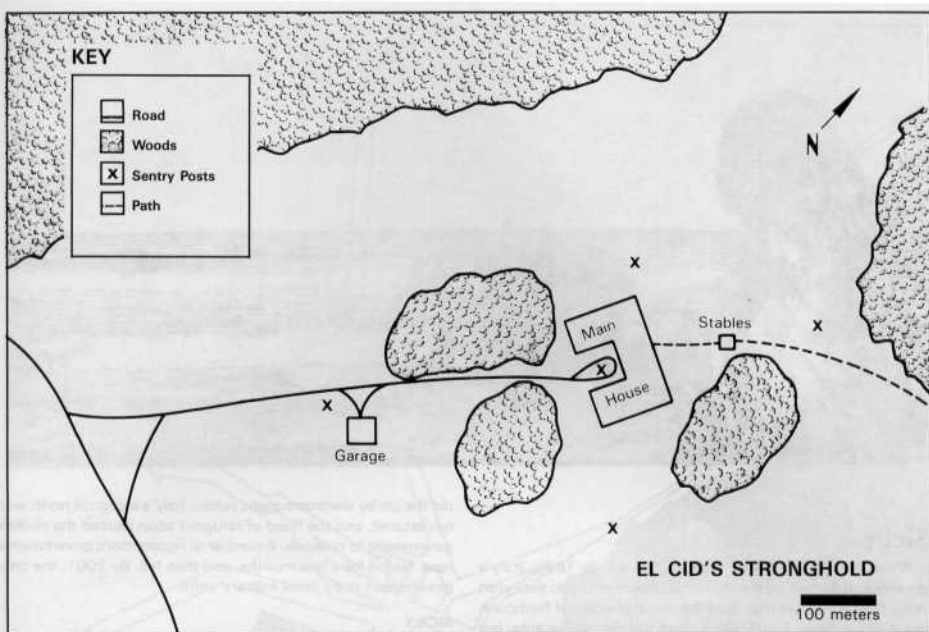 KEY
Road
Woods
x Sentry Posts
Path
N
x
x
Stables
Main
x
House
x
Garage
x
EL CID'S STRONGHOLD
100 meters